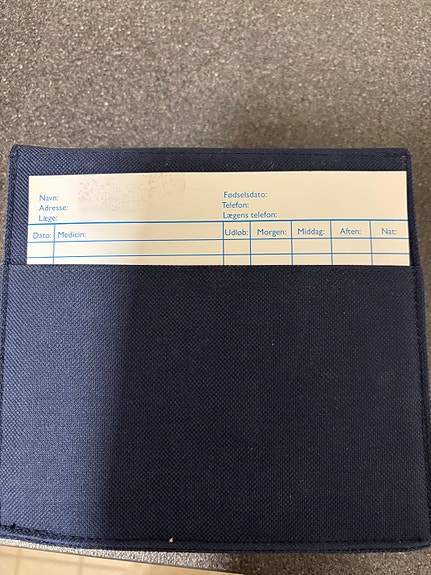 Navn: Fødselsdato:
Adresse: Telefon:
Læge: Lægens telefon:
Dato: Medicin: Udløb: Morgen: Middag: Aften: Nat: